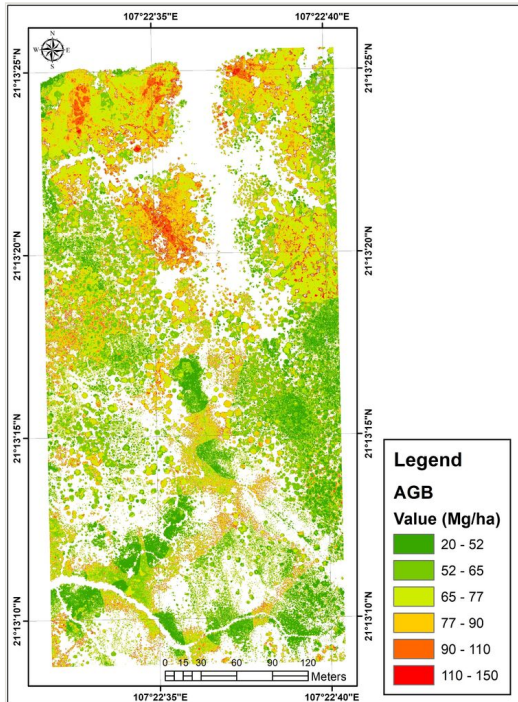 107°22'35"E 107°22'40"E
N
W E
S
21°13'25"N 21°13'25"N
21°13'20"N 21°13'20"N
21°13'15"N 21°13'15"N
21°13'10"N 21°13'10"N
0 15 30 60 90 120
Meters
107°22'35"E 107°22'40"E
Legend
AGB
Value (Mg/ha)
20 - 52
52 - 65
65 - 77
77 - 90
90 - 110
110 - 150